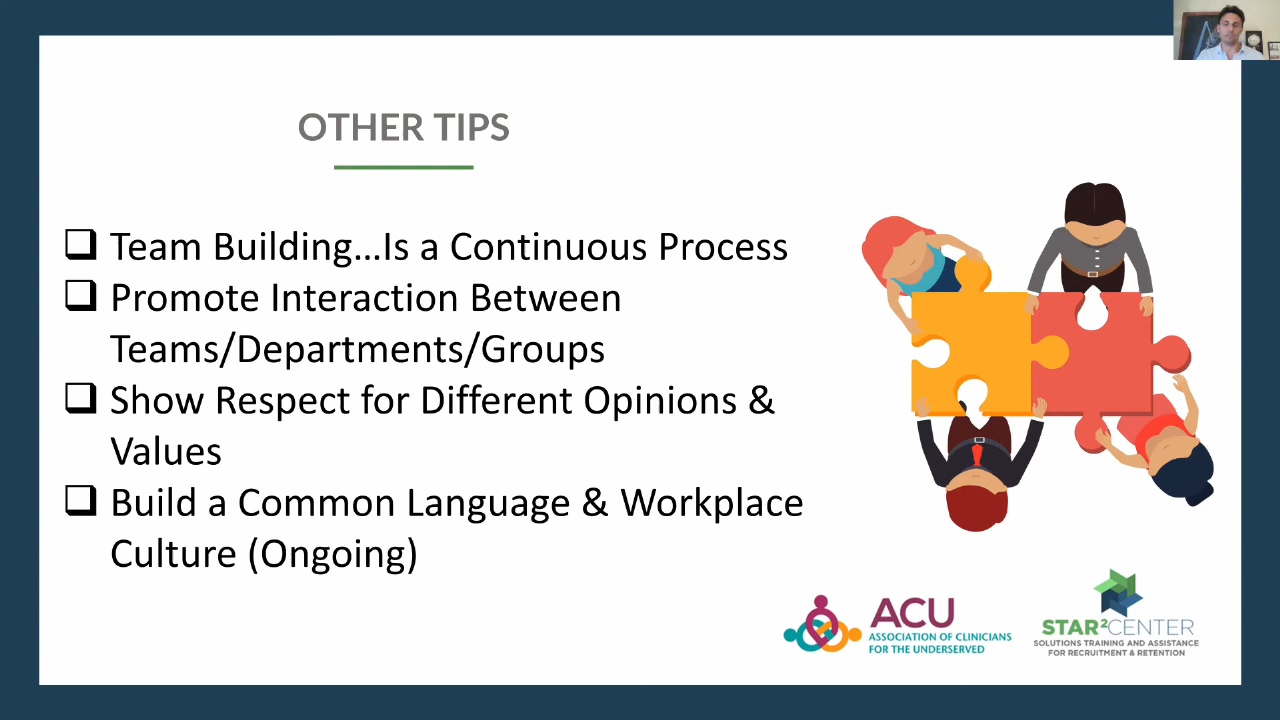 OTHER TIPS
❑ Team Building...Is a Continuous Process
❑ Promote Interaction Between
Teams/Departments/Groups
❑ Show Respect for Different Opinions &
Values
❑ Build a Common Language & Workplace
Culture (Ongoing)
ACU
ASSOCIATION OF CLINICIANS
FOR THE UNDERSERVED
STAR²CENTER
SOLUTIONS TRAINING AND ASSISTANCE
FOR RECRUITMENT & RETENTION